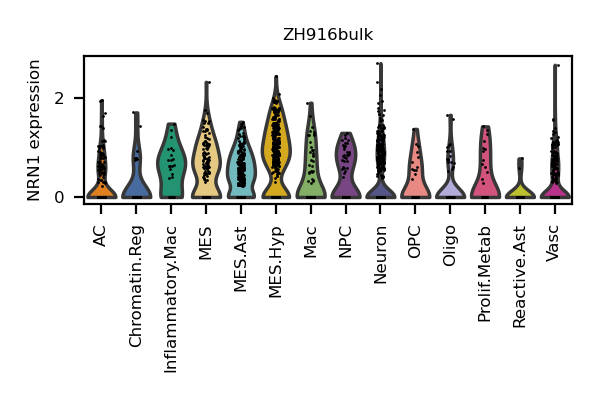 ZH916bulk
NRN1 expression
2
0
AC
Chromatin.Reg
Inflammatory.Mac
MES
MES.Ast
MES.Hyp
Mac
NPC
Neuron
OPC
Oligo
Prolif.Metab
Reactive.Ast
Vasc